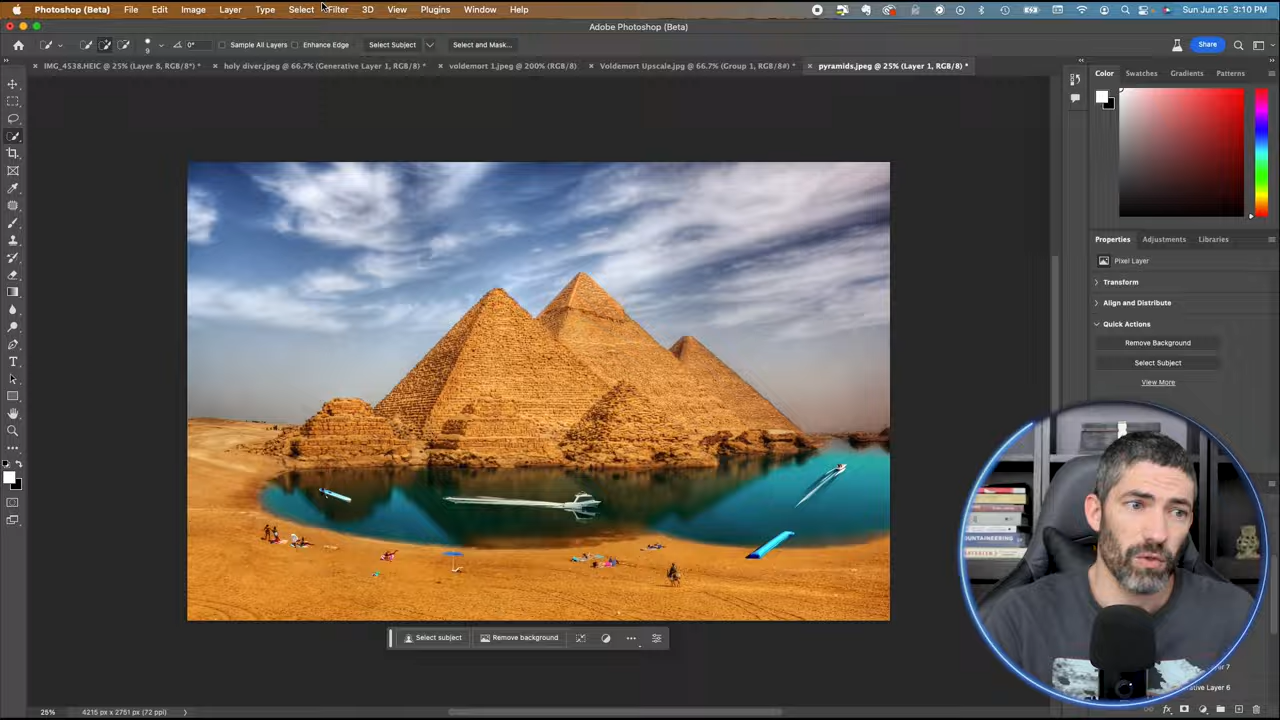 Photoshop (Beta) File Edit Image Layer Type Select Filter 3D View Plugins Window Help Sun Jun 25 3:10 PM
Adobe Photoshop (Beta)
9 0° Sample All Layers Enhance Edge Select Subject Select and Mask... Share
IMG_4538.HEIC @ 25% (Layer 8, RGB/8*) * holy diver.jpeg @ 66.7% (Generative Layer 1, RGB/8) * voldemort 1.jpeg @ 200% (RGB/8) Voldemort Upscale.jpg @ 66.7% (Group 1, RGB/8#) * pyramids.jpeg @ 25% (Layer 1, RGB/8) *
Color Swatches Gradients Patterns
Properties Adjustments Libraries
Pixel Layer
Transform
Align and Distribute
Quick Actions
Remove Background
Select Subject
View More
MOUNTAINEERING
Select subject Remove background
Layer 6
25% 4215 px x 2751 px (72 ppi)